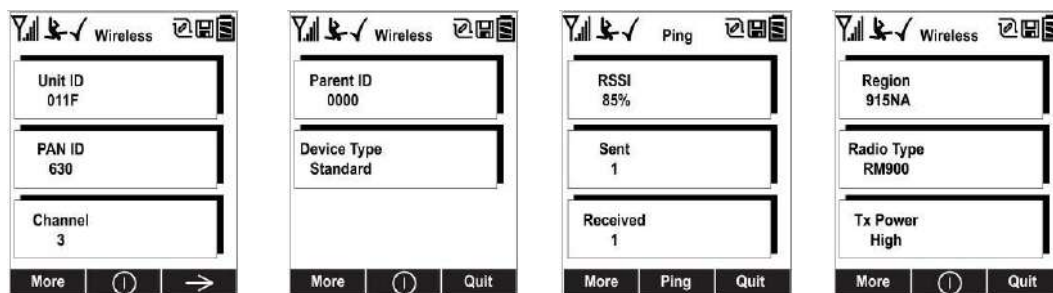 Wireless
Unit ID
011F
PAN ID
630
Channel
3
More
Wireless
Parent ID
0000
Device Type
Standard
More
Quit
Ping
RSSI
85%
Sent
1
Received
1
More
Ping
Quit
Wireless
Region
915NA
Radio Type
RM900
Tx Power
High
More
Quit